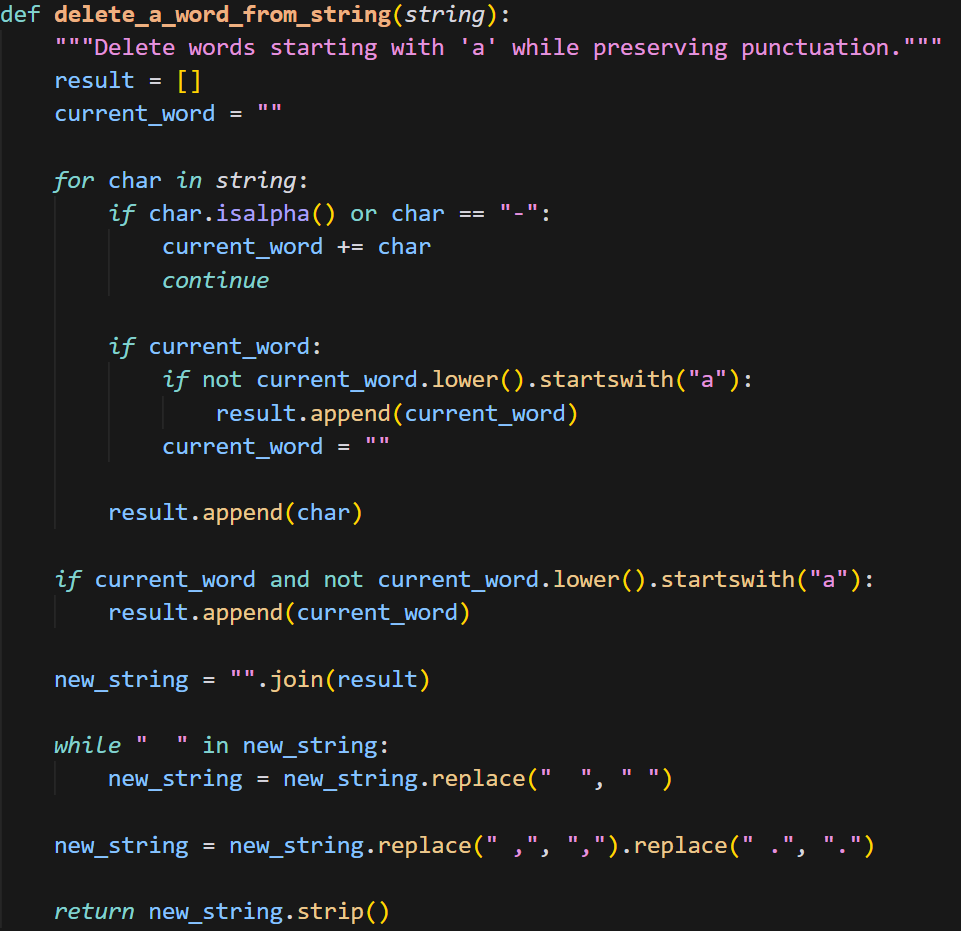 def delete_a_word_from_string(string):
    """Delete words starting with 'a' while preserving punctuation."""
    result = []
    current_word = ""

    for char in string:
        if char.isalpha() or char == "-":
            current_word += char
            continue

        if current_word:
            if not current_word.lower().startswith("a"):
                result.append(current_word)
            current_word = ""

        result.append(char)

    if current_word and not current_word.lower().startswith("a"):
        result.append(current_word)

    new_string = "".join(result)

    while "  " in new_string:
        new_string = new_string.replace("  ", " ")

    new_string = new_string.replace(" ,", ",").replace(" .", ".")

    return new_string.strip()